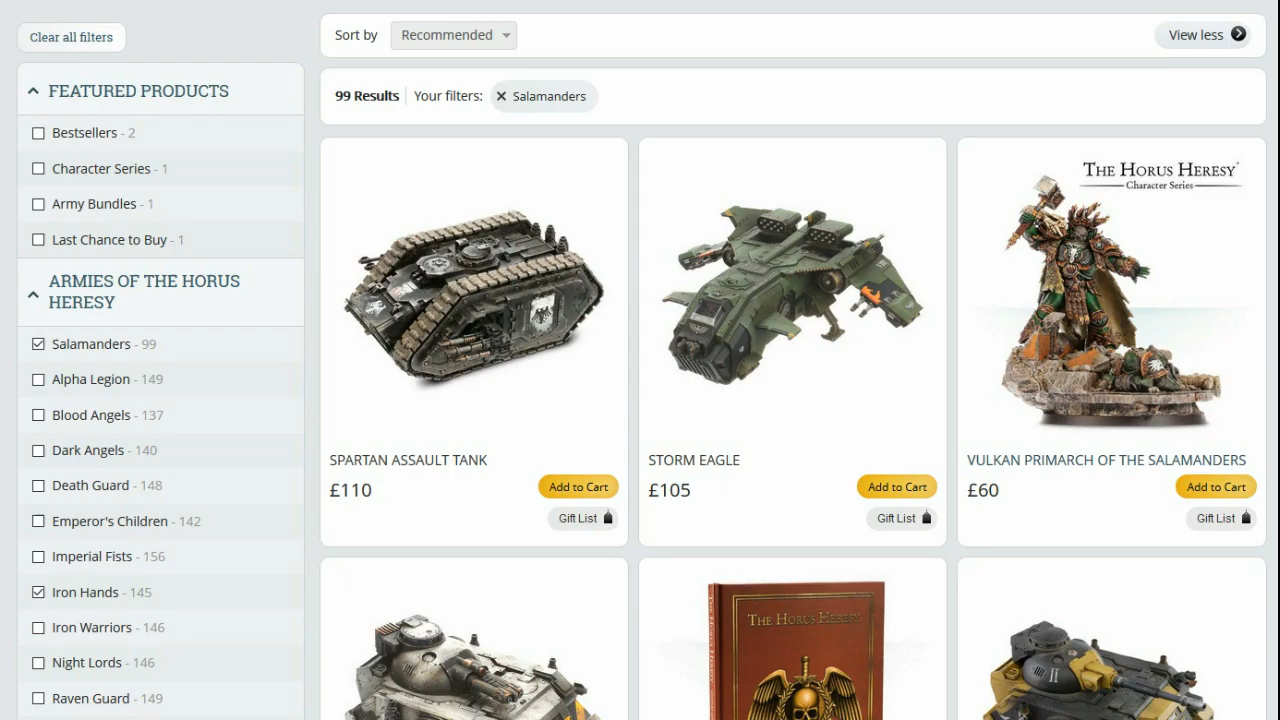 Clear all filters
FEATURED PRODUCTS
Bestsellers - 2
Character Series - 1
Army Bundles - 1
Last Chance to Buy - 1
ARMIES OF THE HORUS
HERESY
Salamanders - 99
Alpha Legion - 149
Blood Angels - 137
Dark Angels - 140
Death Guard - 148
Emperor's Children - 142
Imperial Fists - 156
Iron Hands - 145
Iron Warriors - 146
Night Lords - 146
Raven Guard - 149
Sort by
Recommended
View less
99 Results
Your filters:
✕ Salamanders
THE HORUS HERESY
Character Series
SPARTAN ASSAULT TANK
£110
Add to Cart
Gift List
STORM EAGLE
£105
Add to Cart
Gift List
VULKAN PRIMARCH OF THE SALAMANDERS
£60
Add to Cart
Gift List
THE HORUS HERESY
The Horus Heresy
II